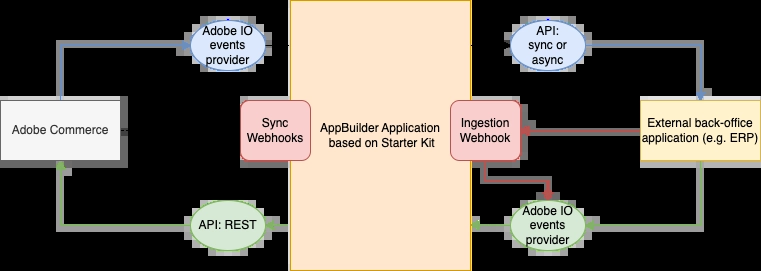 Adobe IO
events
provider
API:
sync or
async
Adobe Commerce
Sync
Webhooks
AppBuilder Application
based on Starter Kit
Ingestion
Webhook
External back-office
application (e.g. ERP)
API: REST
Adobe IO
events
provider